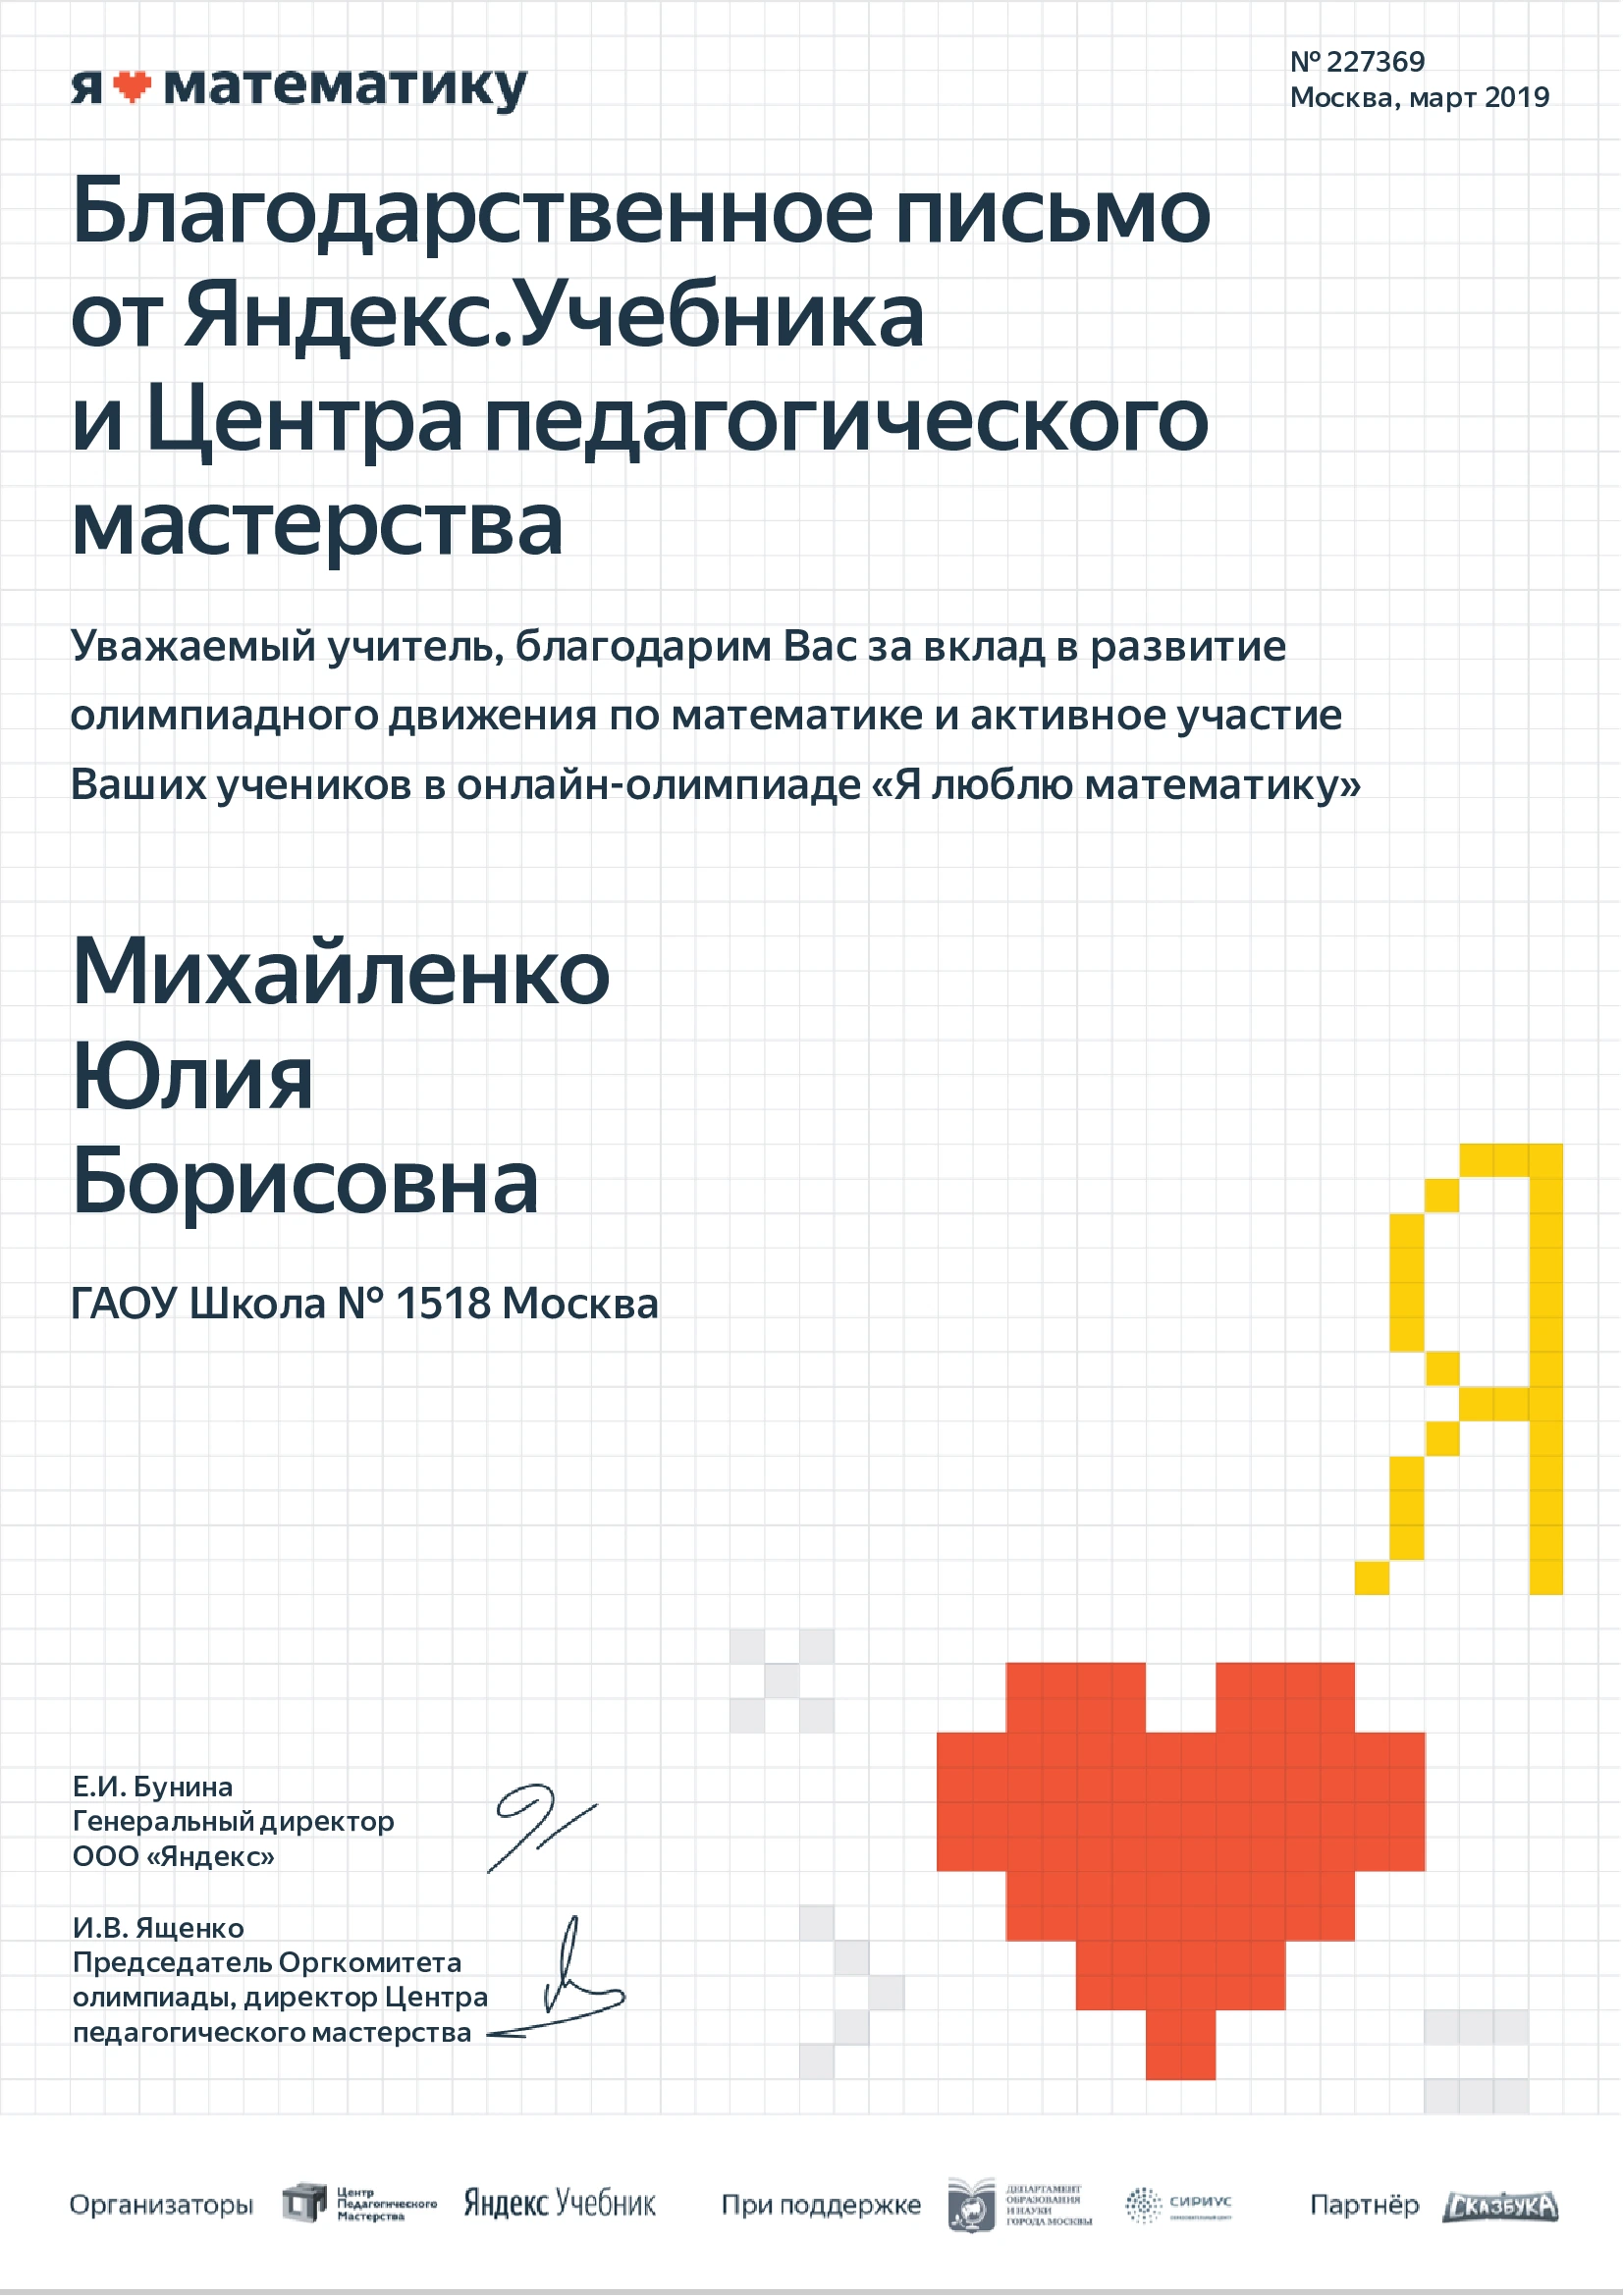 я математику
№ 227369
Москва, март 2019
Благодарственное письмо
от Яндекс.Учебника
и Центра педагогического
мастерства
Уважаемый учитель, благодарим Вас за вклад в развитие
олимпиадного движения по математике и активное участие
Ваших учеников в онлайн-олимпиаде «Я люблю математику»
Михайленко
Юлия
Борисовна
ГАОУ Школа № 1518 Москва
Я
Е.И. Бунина
Генеральный директор
ООО «Яндекс»
И.В. Ященко
Председатель Оргкомитета
олимпиады, директор Центра
педагогического мастерства
Организаторы
Центр
Педагогического
Мастерства
Яндекс Учебник
При поддержке
ДЕПАРТАМЕНТ
ОБРАЗОВАНИЯ
И НАУКИ
ГОРОДА МОСКВЫ
СИРИУС
ОБРАЗОВАТЕЛЬНЫЙ ЦЕНТР
Партнёр
СКАЗБУКА